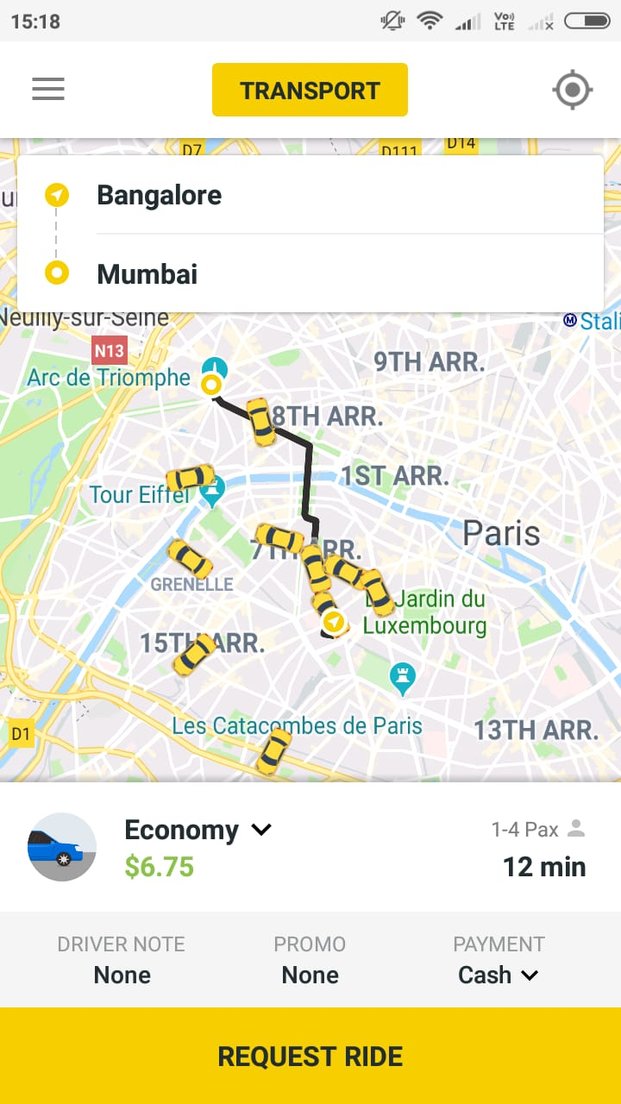 15:18
Vo)
LTE
TRANSPORT
D7
D111
D14
Bangalore
Mumbai
Neuilly-sur-Seine
M Stali
N13
9TH ARR.
Arc de Triomphe
8TH ARR.
1ST ARR.
Tour Eiffel
Paris
GRENELLE
Jardin du
Luxembourg
15TH ARR.
Les Catacombes de Paris
13TH ARR.
D1
Economy
1-4 Pax
$6.75
12 min
DRIVER NOTE
PROMO
PAYMENT
None
None
Cash
REQUEST RIDE